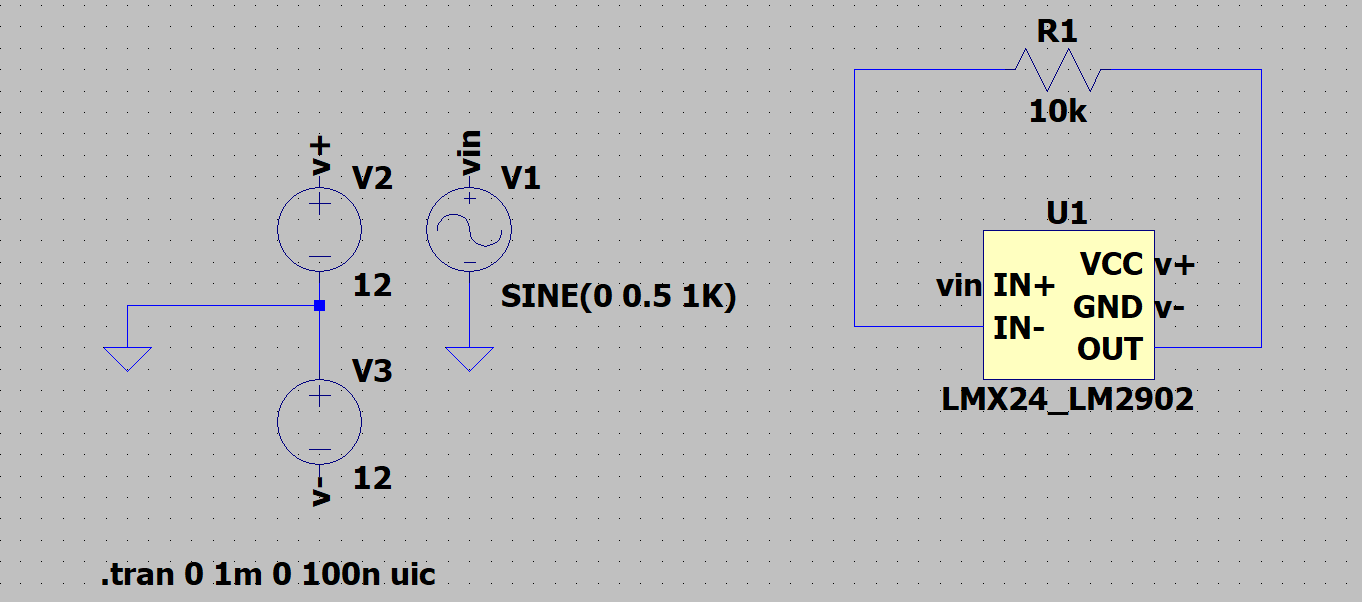 R1
10k
v+
V2
12
vin
V1
SINE(0 0.5 1K)
V3
12
v-
U1
vin
IN+
IN-
VCC
GND
OUT
v+
v-
LMX24_LM2902
.tran 0 1m 0 100n uic